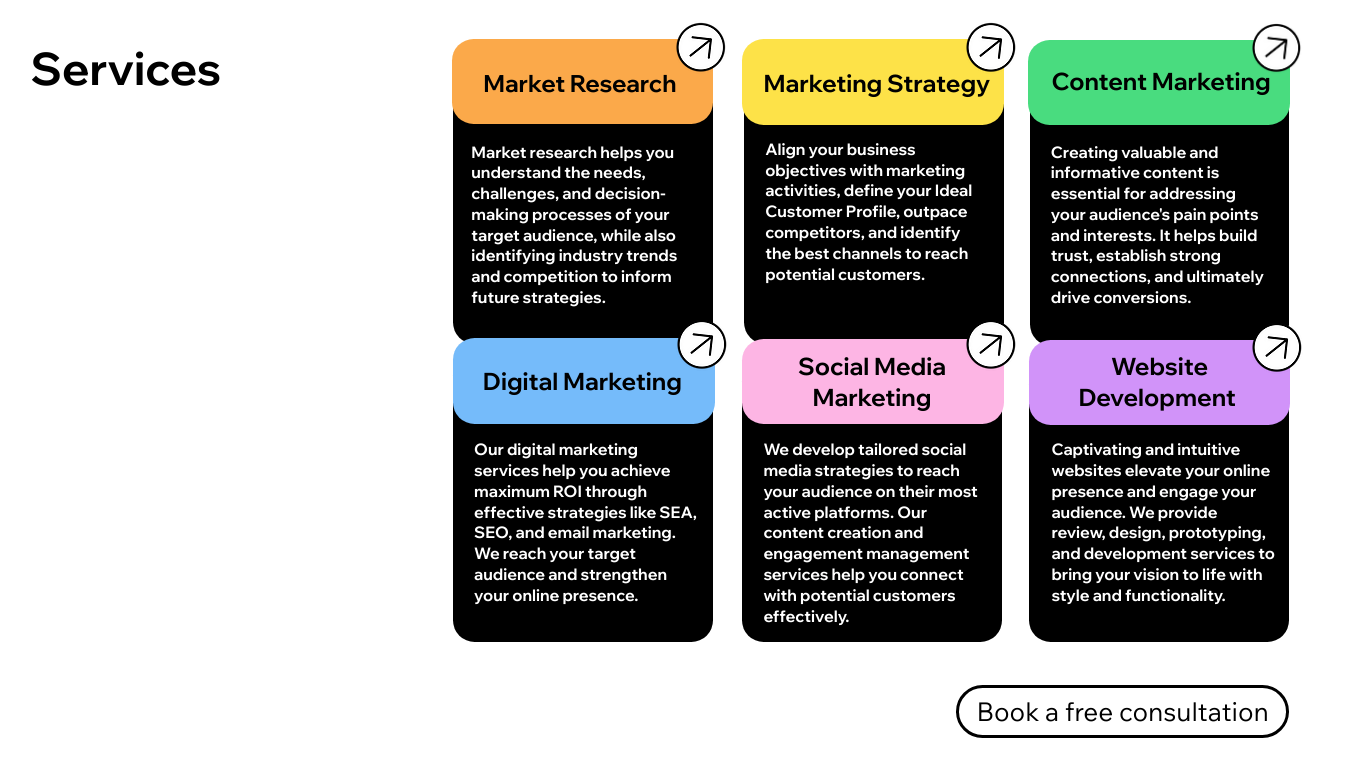 Services
Market Research
Market research helps you
understand the needs,
challenges, and decision-
making processes of your
target audience, while also
identifying industry trends
and competition to inform
future strategies.
Marketing Strategy
Align your business
objectives with marketing
activities, define your Ideal
Customer Profile, outpace
competitors, and identify
the best channels to reach
potential customers.
Content Marketing
Creating valuable and
informative content is
essential for addressing
your audience's pain points
and interests. It helps build
trust, establish strong
connections, and ultimately
drive conversions.
Digital Marketing
Our digital marketing
services help you achieve
maximum ROI through
effective strategies like SEA,
SEO, and email marketing.
We reach your target
audience and strengthen
your online presence.
Social Media
Marketing
We develop tailored social
media strategies to reach
your audience on their most
active platforms. Our
content creation and
engagement management
services help you connect
with potential customers
effectively.
Website
Development
Captivating and intuitive
websites elevate your online
presence and engage your
audience. We provide
review, design, prototyping,
and development services to
bring your vision to life with
style and functionality.
Book a free consultation